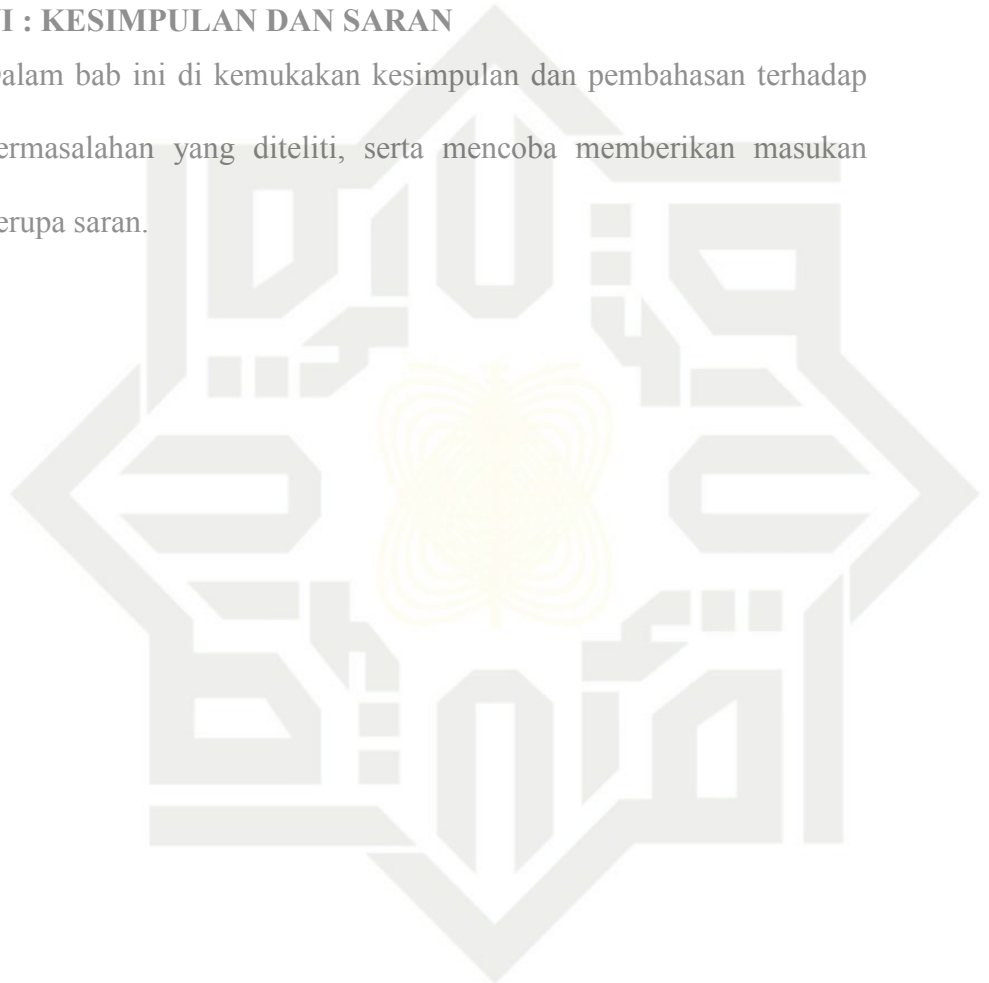 I : KESIMPULAN DAN SARAN
alam bab ini di kemukakan kesimpulan dan pembahasan terhadap
ermasalahan yang diteliti, serta mencoba memberikan masukan
erupa saran.